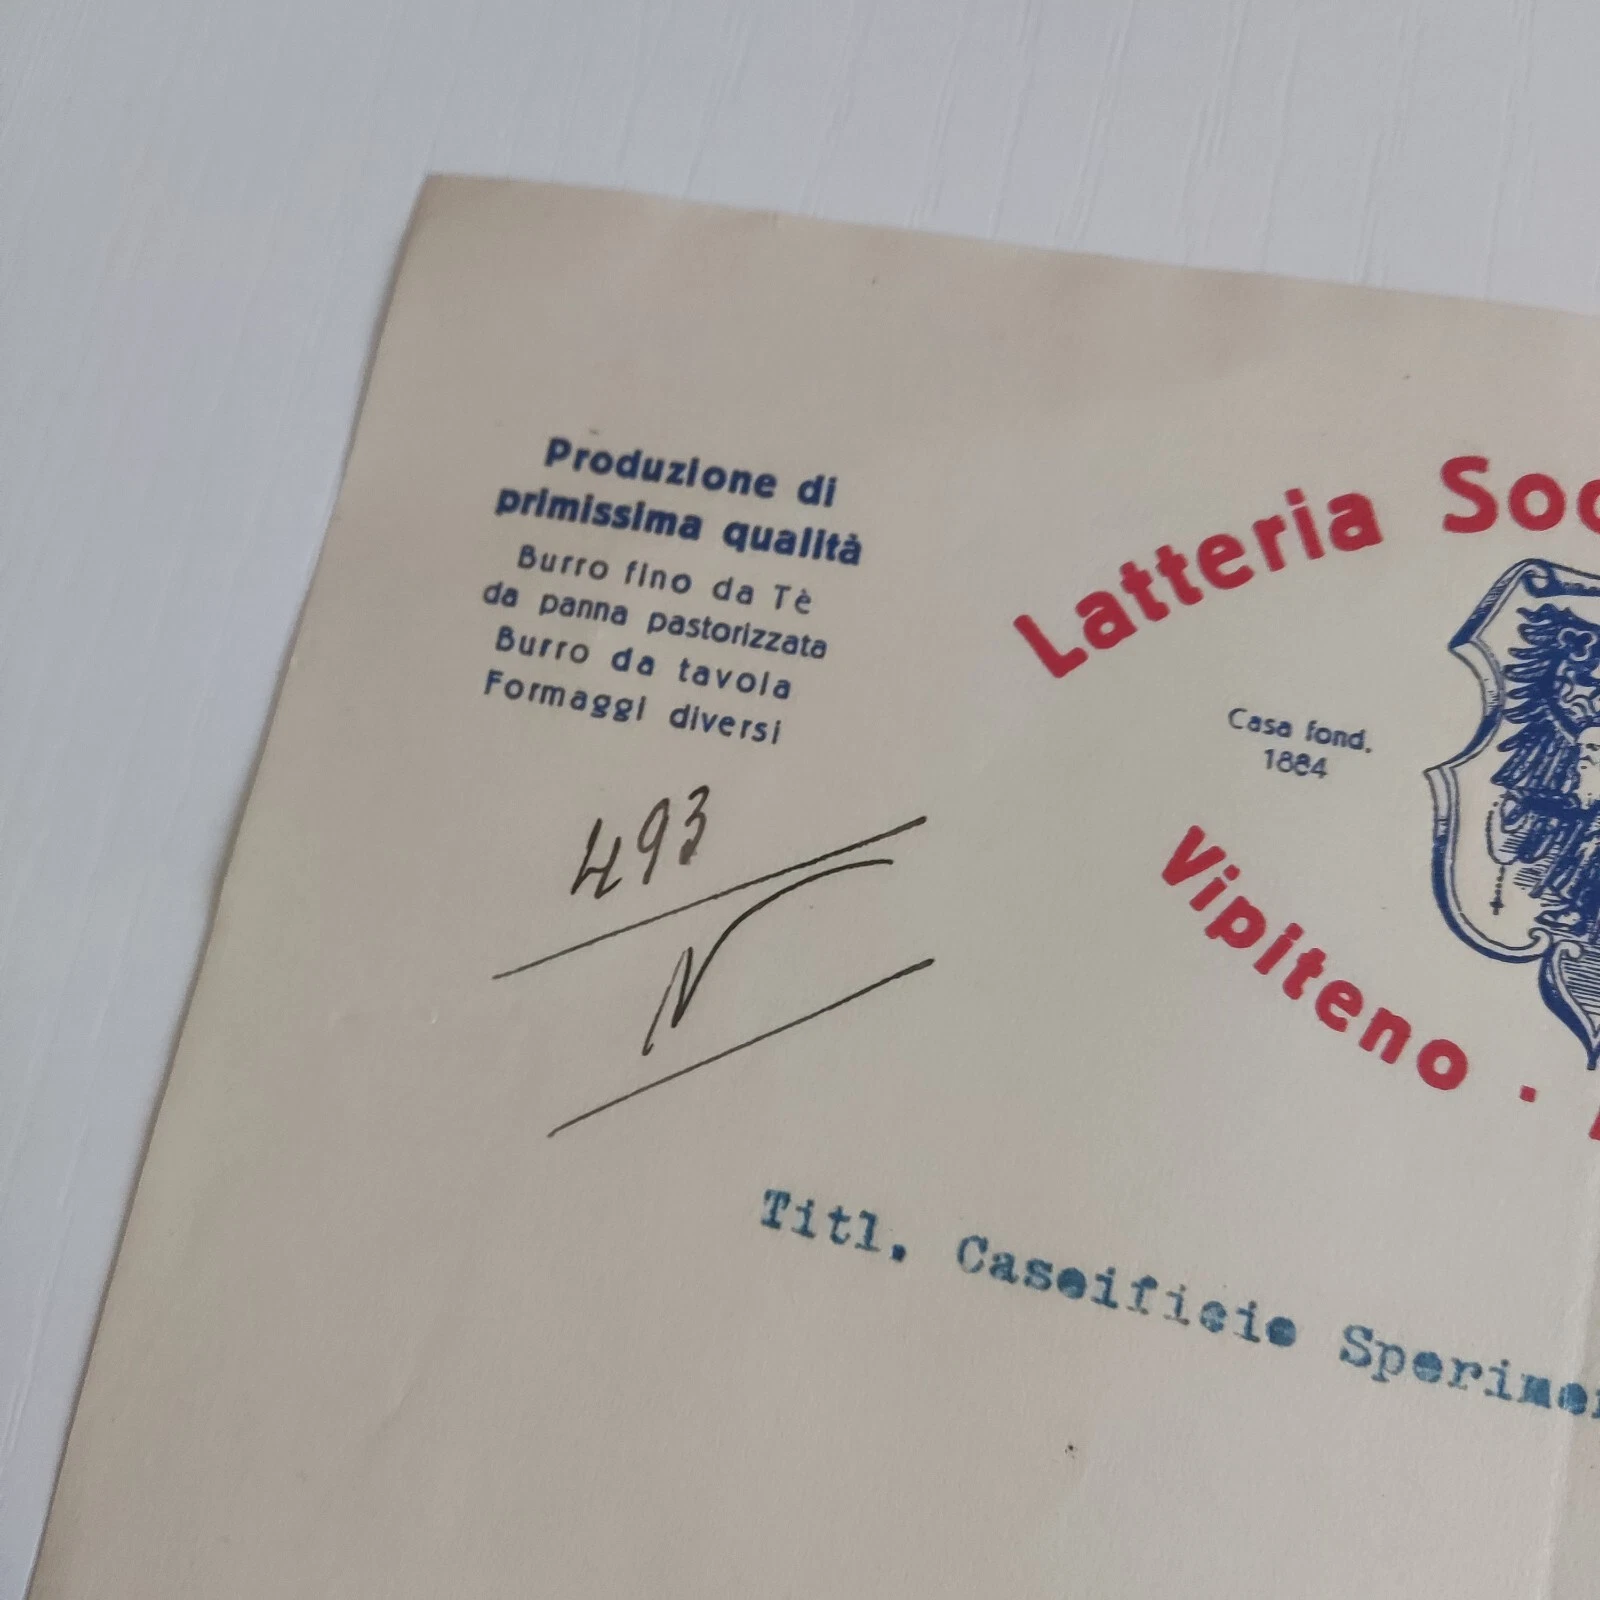 Produzione di
primissima qualità
Burro fino da Tè
da panna pastorizzata
Burro da tavola
Formaggi diversi
493
N
Latteria Soc
Casa fond.
1884
Vipiteno ·
Titl. Caseificio Sperimen